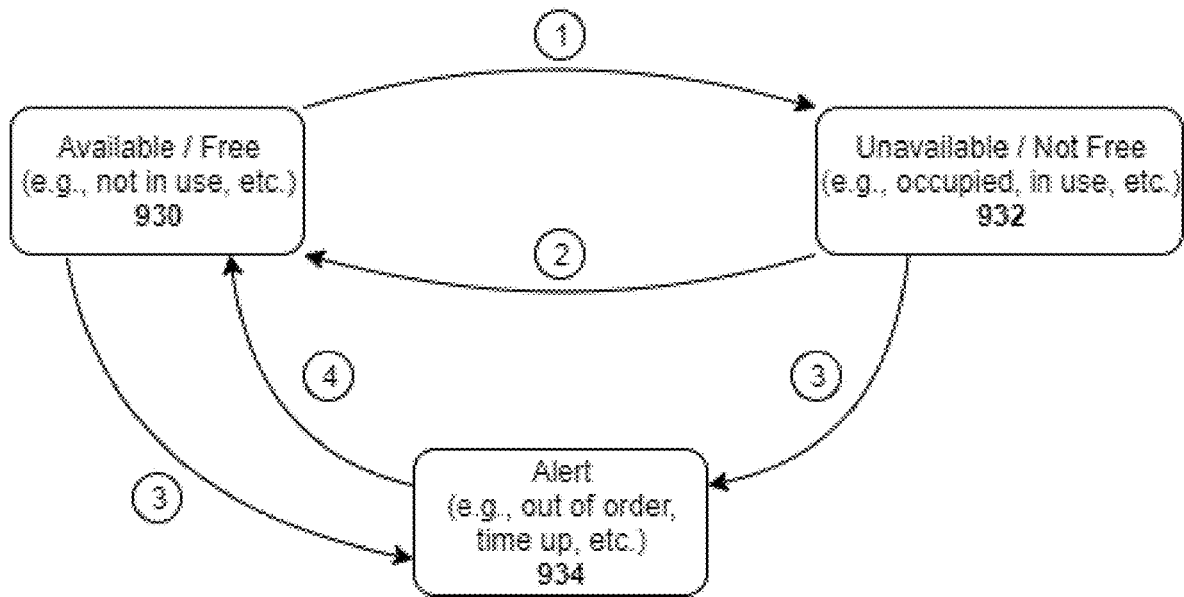 1
Available / Free
(e.g., not in use, etc.)
930
Unavailable / Not Free
(e.g., occupied, in use, etc.)
932
2
4
3
3
Alert
(e.g., out of order,
time up, etc.)
934